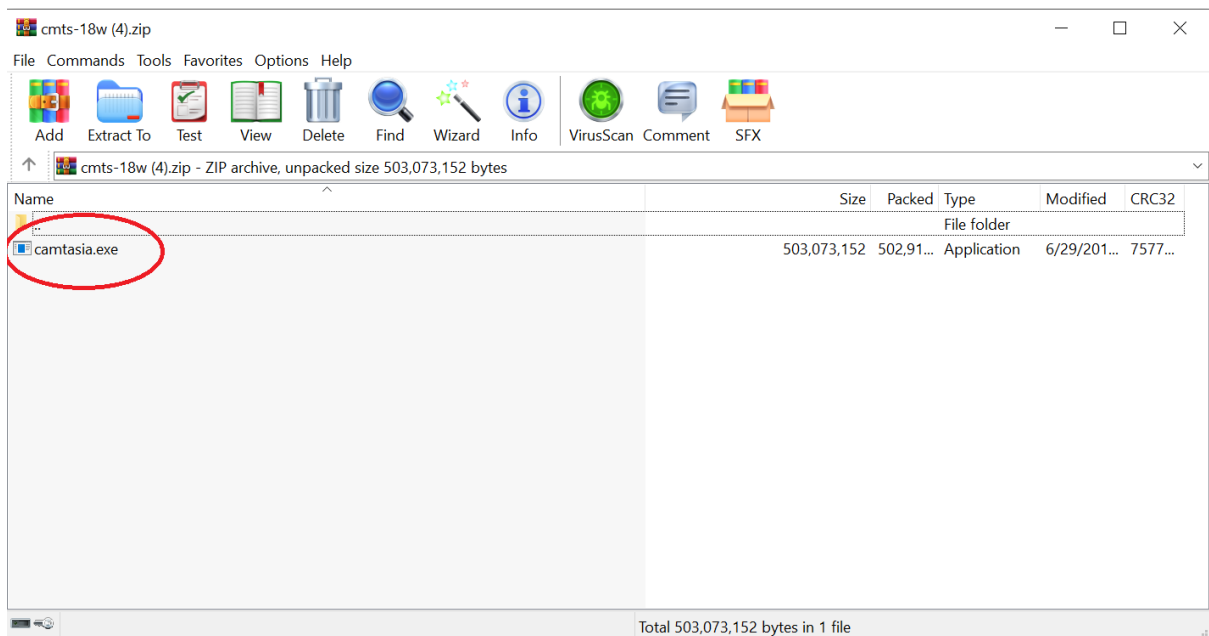 cmts-18w (4).zip
File Commands Tools Favorites Options Help
Add Extract To Test View Delete Find Wizard Info VirusScan Comment SFX
cmts-18w (4).zip - ZIP archive, unpacked size 503,073,152 bytes
Name Size Packed Type Modified CRC32
.. File folder
camtasia.exe 503,073,152 502,91... Application 6/29/201... 7577...
Total 503,073,152 bytes in 1 file